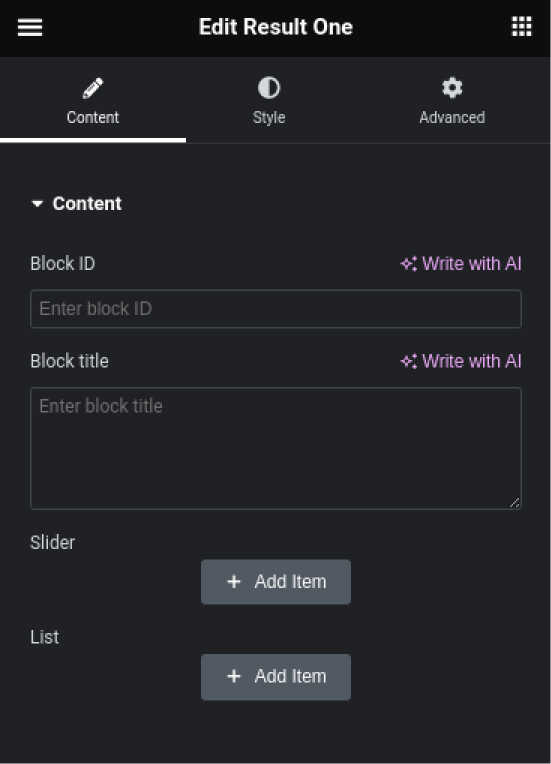 Edit Result One
Content Style Advanced
Content
Block ID Write with AI
Enter block ID
Block title Write with AI
Enter block title
Slider
+ Add Item
List
+ Add Item